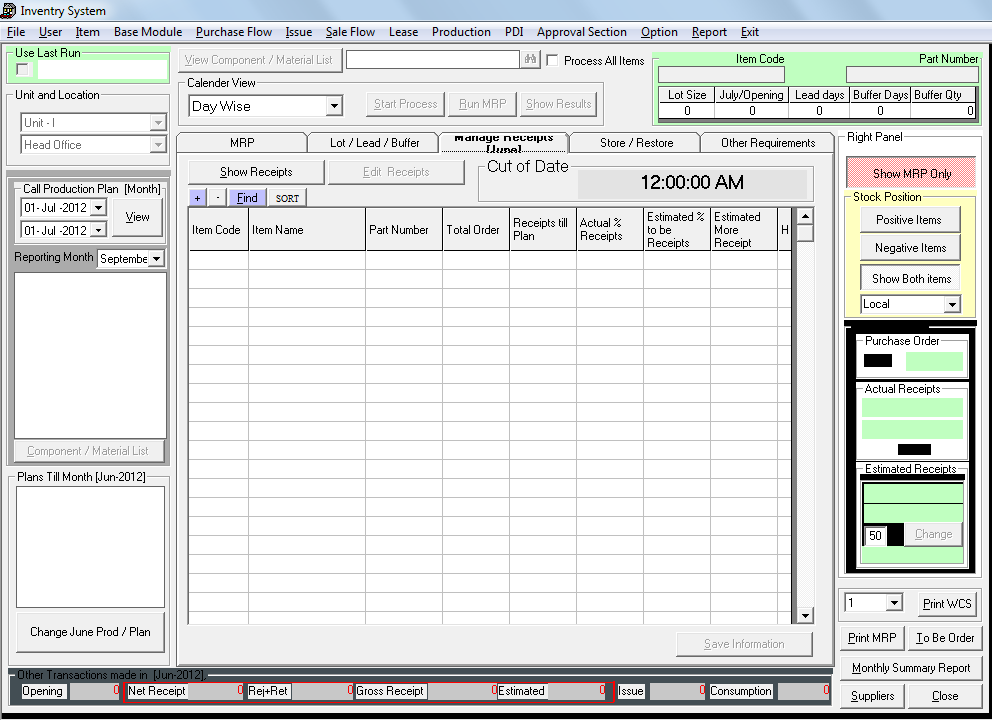 Inventry System
File User Item Base Module Purchase Flow Issue Sale Flow Lease Production PDI Approval Section Option Report Exit
Use Last Run
Unit and Location
Unit - I
Head Office
Call Production Plan [Month]
01- Jul -2012
01- Jul -2012
View
Reporting Month
Septembe
Component / Material List
Plans Till Month [Jun-2012]
Change June Prod / Plan
View Component / Material List
Process All Items
Calender View
Day Wise
Start Process
Run MRP
Show Results
Item Code
Part Number
Lot Size July/Opening Lead days Buffer Days Buffer Qty
0 0 0 0 0
MRP
Lot / Lead / Buffer
Manage Receipts [June]
Store / Restore
Other Requirements
Show Receipts
Edit Receipts
Cut of Date
12:00:00 AM
+ - Find SORT
Item Code
Item Name
Part Number
Total Order
Receipts till Plan
Actual % Receipts
Estimated % to be Receipts
Estimated More Receipt
H
Save Information
Right Panel
Show MRP Only
Stock Position
Positive Items
Negative Items
Show Both items
Local
Purchase Order
Actual Receipts
Estimated Receipts
50
Change
1
Print WCS
Print MRP
To Be Order
Monthly Summary Report
Suppliers
Close
Other Transactions made in [Jun-2012]
Opening 0 Net Receipt 0 Rej+Ret 0 Gross Receipt 0 Estimated 0 Issue 0 Consumption 0